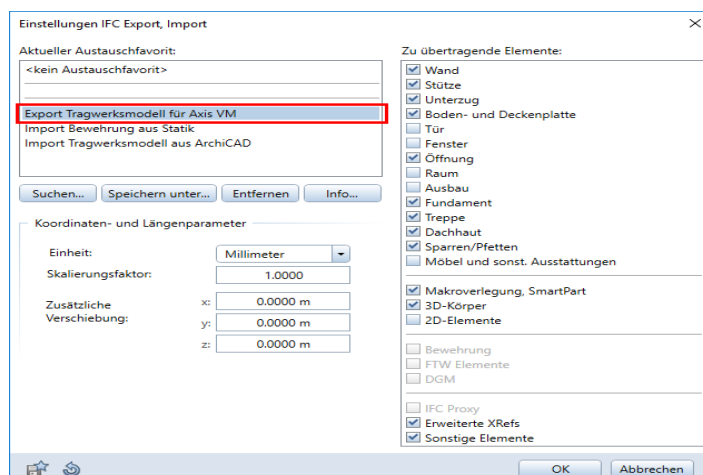 Einstellungen IFC Export, Import
Aktueller Austauschfavorit:
<kein Austauschfavorit>
Export Tragwerksmodell für Axis VM
Import Bewehrung aus Statik
Import Tragwerksmodell aus ArchiCAD
Suchen...
Speichern unter...
Entfernen
Info...
Koordinaten- und Längenparameter
Einheit:
Millimeter
Skalierungsfaktor:
1.0000
Zusätzliche
Verschiebung:
x:
0.0000 m
y:
0.0000 m
z:
0.0000 m
Zu übertragende Elemente:
Wand
Stütze
Unterzug
Boden- und Deckenplatte
Tür
Fenster
Öffnung
Raum
Ausbau
Fundament
Treppe
Dachhaut
Sparren/Pfetten
Möbel und sonst. Ausstattungen
Makroverlegung, SmartPart
3D-Körper
2D-Elemente
Bewehrung
FTW Elemente
DGM
IFC Proxy
Erweiterte XRefs
Sonstige Elemente
OK
Abbrechen